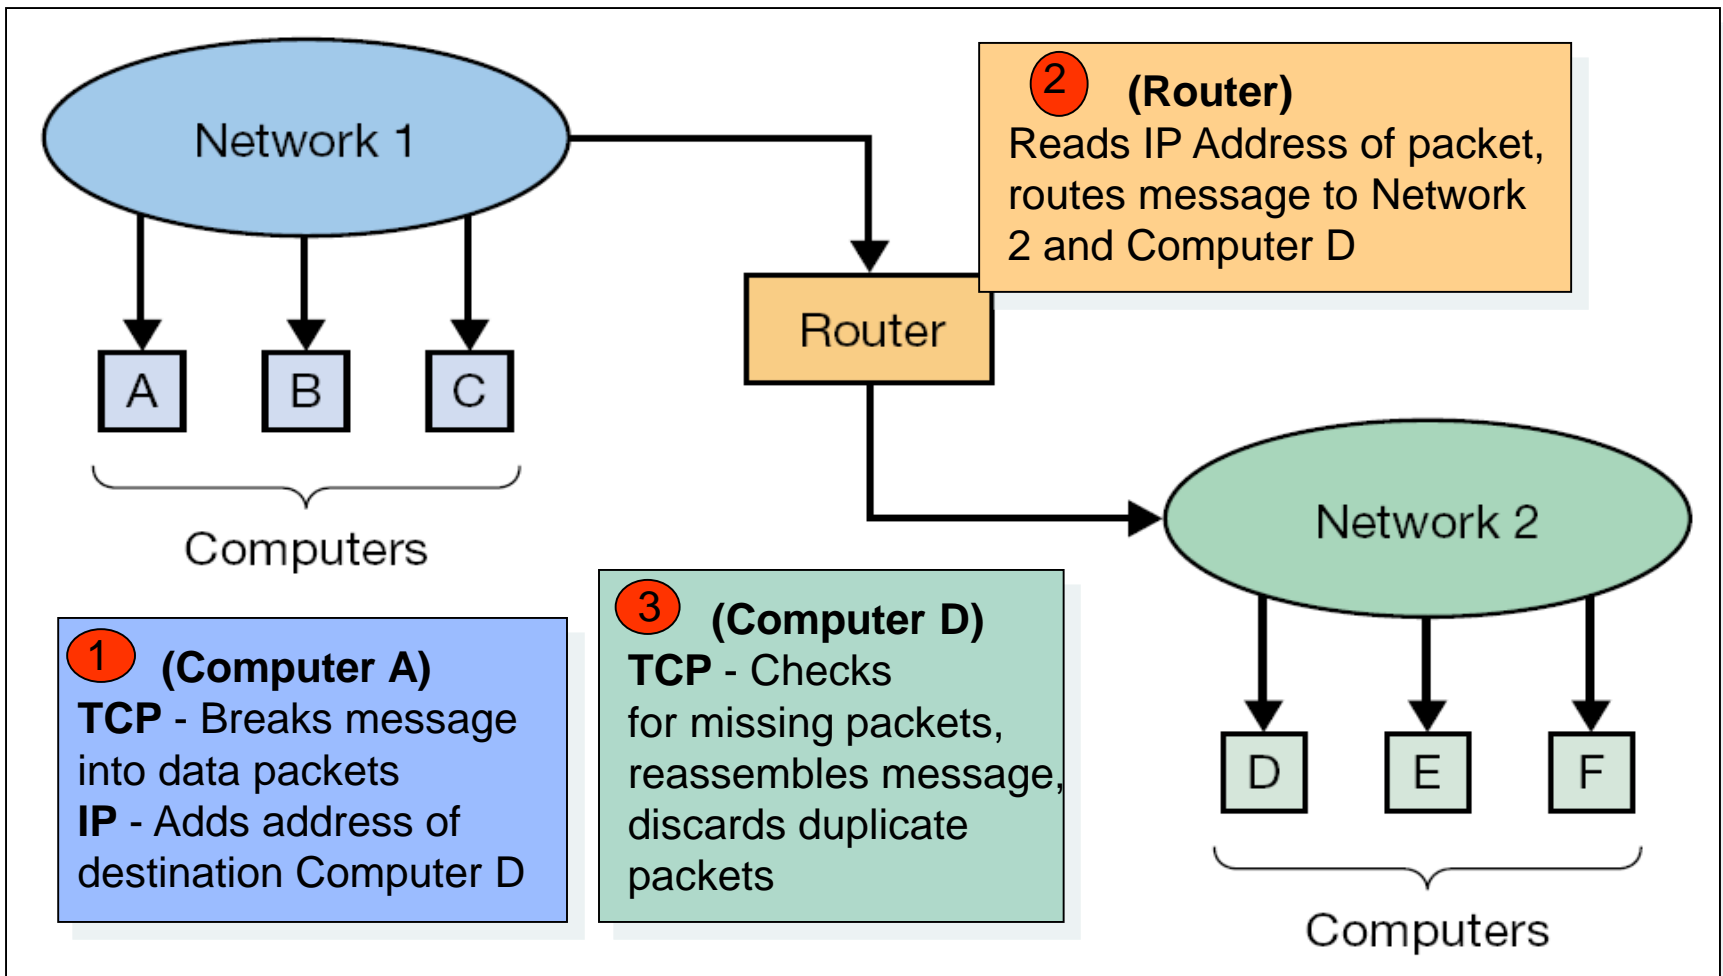 Network 1
A
B
C
Computers
1
(Computer A)
TCP - Breaks message
into data packets
IP - Adds address of
destination Computer D
2
(Router)
Reads IP Address of packet,
routes message to Network
2 and Computer D
Router
3
(Computer D)
TCP - Checks
for missing packets,
reassembles message,
discards duplicate
packets
Network 2
D
E
F
Computers